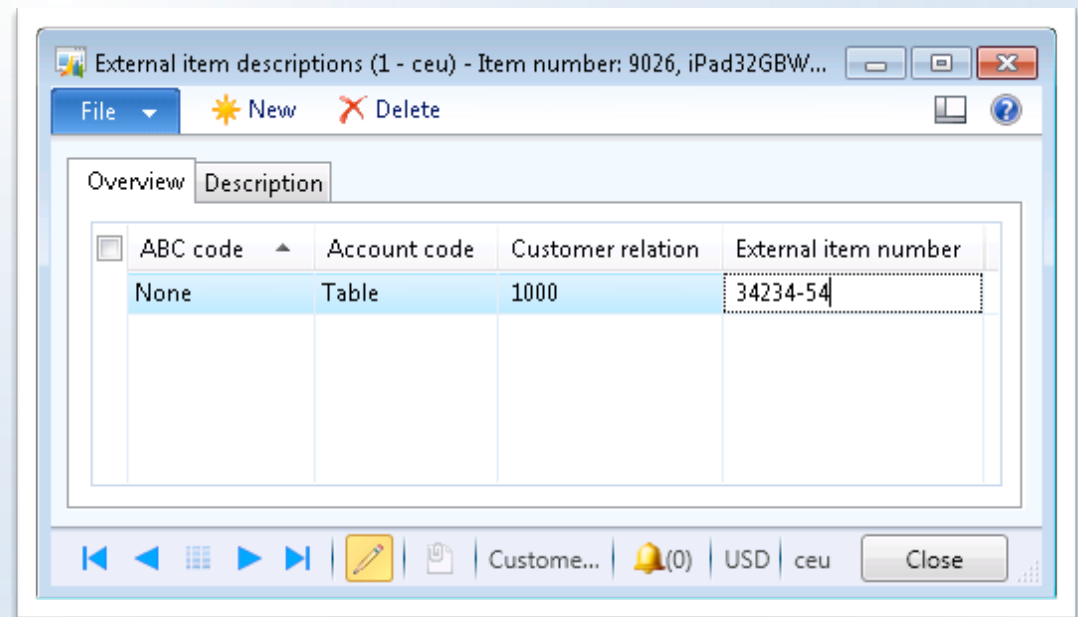 External item descriptions (1 - ceu) - Item number: 9026, iPad32GBW...
File New Delete
Overview Description
ABC code Account code Customer relation External item number
None Table 1000 34234-54
Custome... (0) USD ceu Close